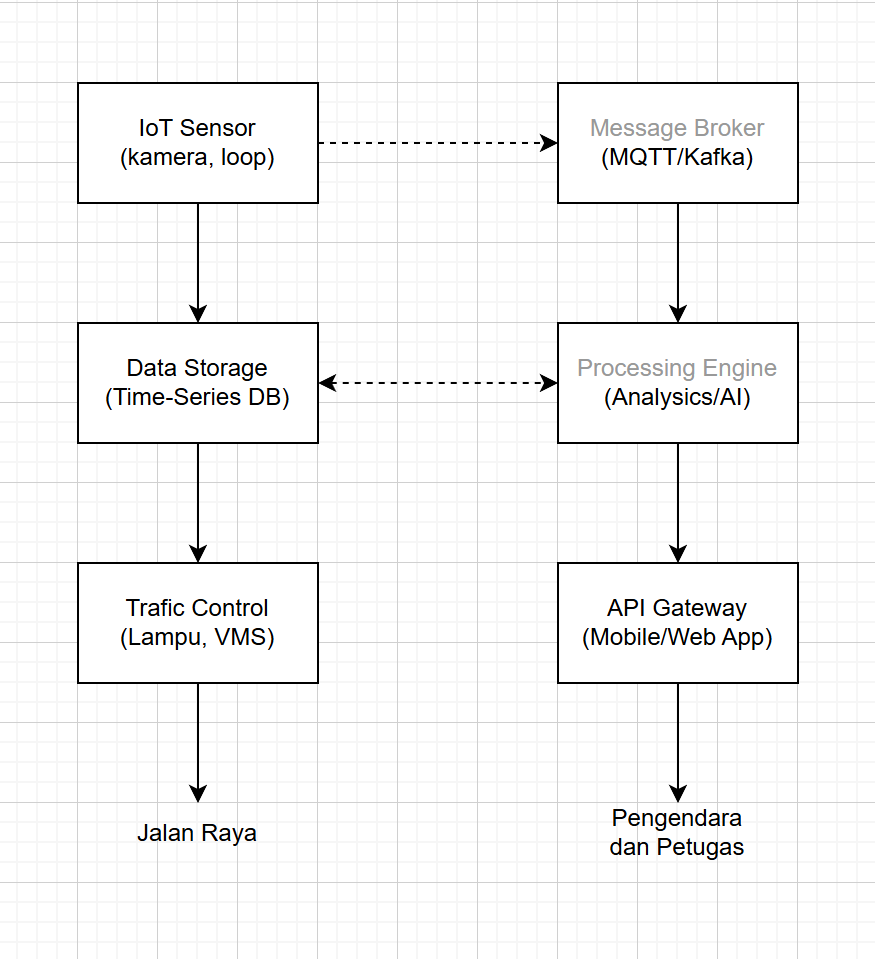 IoT Sensor
(kamera, loop)
Message Broker
(MQTT/Kafka)
Data Storage
(Time-Series DB)
Processing Engine
(Analysics/AI)
Trafic Control
(Lampu, VMS)
API Gateway
(Mobile/Web App)
Jalan Raya
Pengendara
dan Petugas